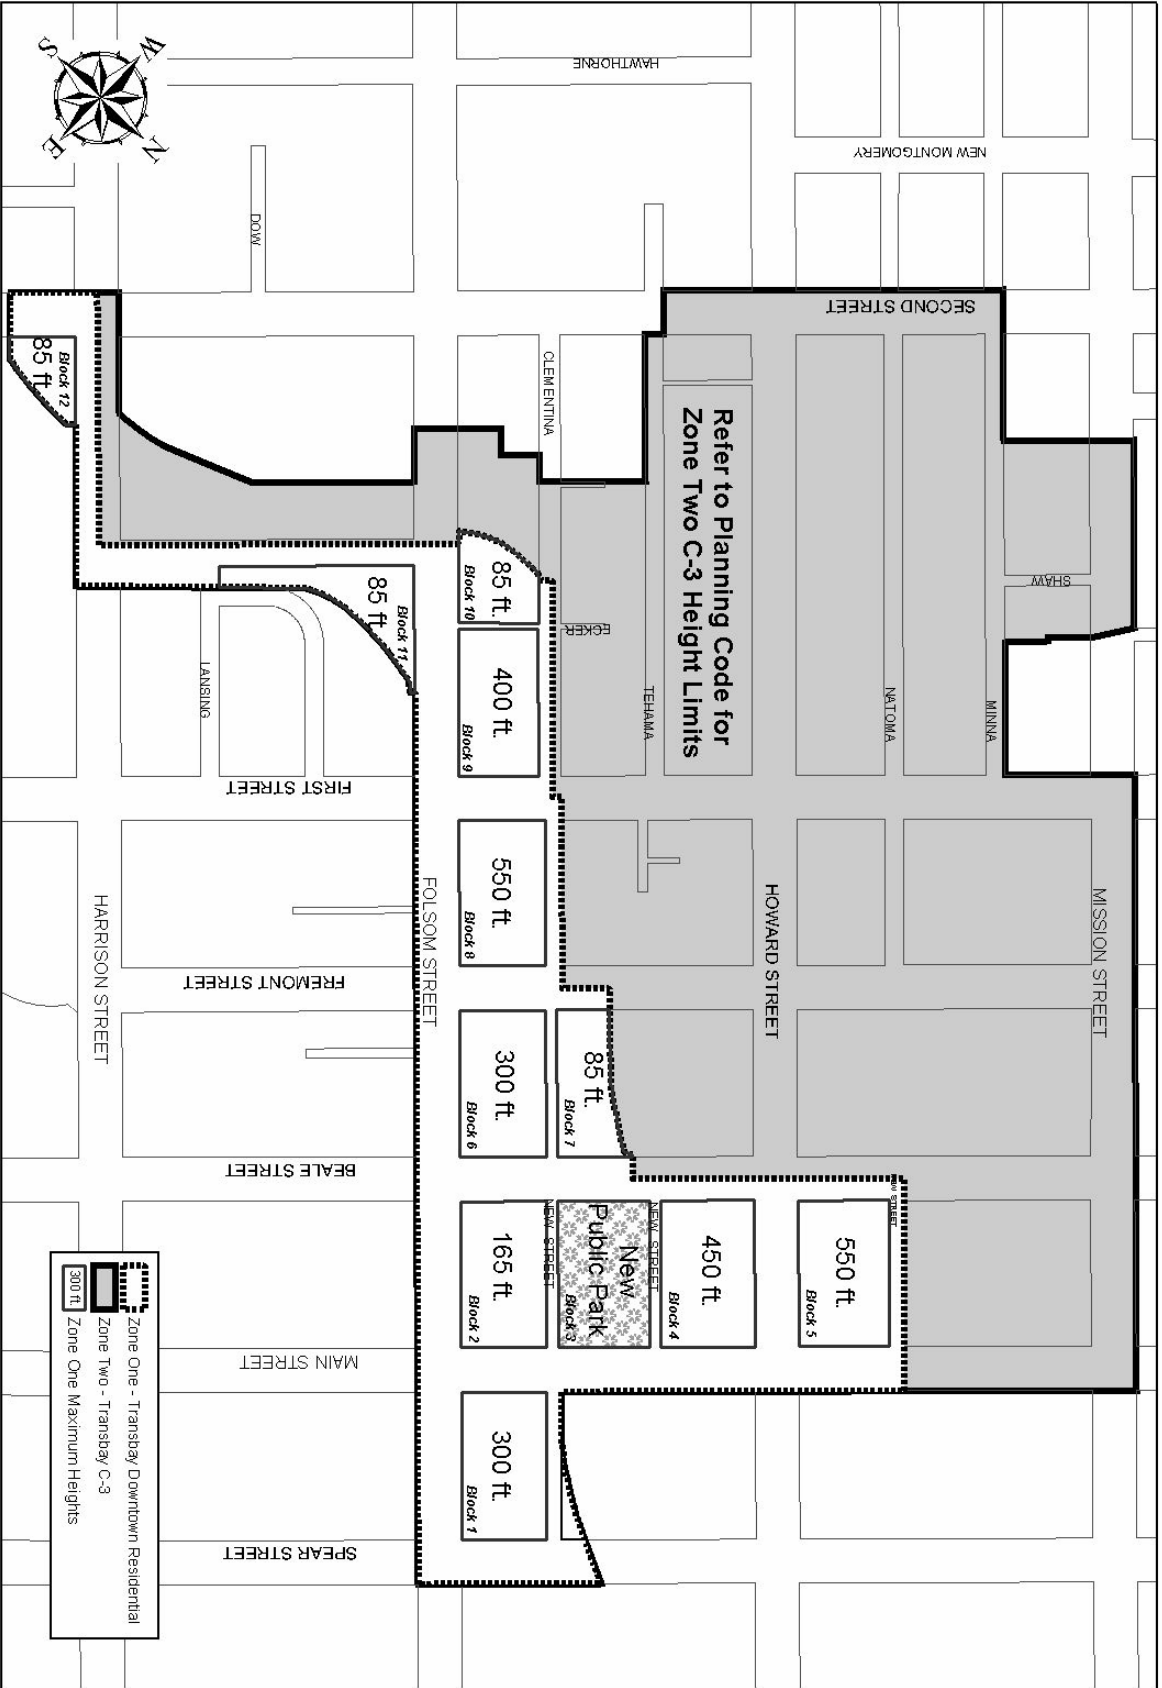 S
W
E
N
HAWTHORNE
NEW MONTGOMERY
DOW
SECOND STREET
CLEMENTINA
Refer to Planning Code for
Zone Two C-3 Height Limits
Block 12
85 ft.
Block 11
85 ft.
85 ft.
Block 10
ECKER
SHAW
400 ft.
Block 9
TEHAMA
NATOMA
MINNA
LANSING
FIRST STREET
550 ft.
Block 8
FOLSOM STREET
HARRISON STREET
HOWARD STREET
MISSION STREET
FREMONT STREET
300 ft.
Block 6
85 ft.
Block 7
BEALE STREET
NEW STREET
NEW STREET
NEW STREET
165 ft.
Block 2
New
Public Park
Block 3
450 ft.
Block 4
550 ft.
Block 5
MAIN STREET
300 ft.
Block 1
SPEAR STREET
Zone One - Transbay Downtown Residential
Zone Two - Transbay C-3
300 ft.
Zone One Maximum Heights